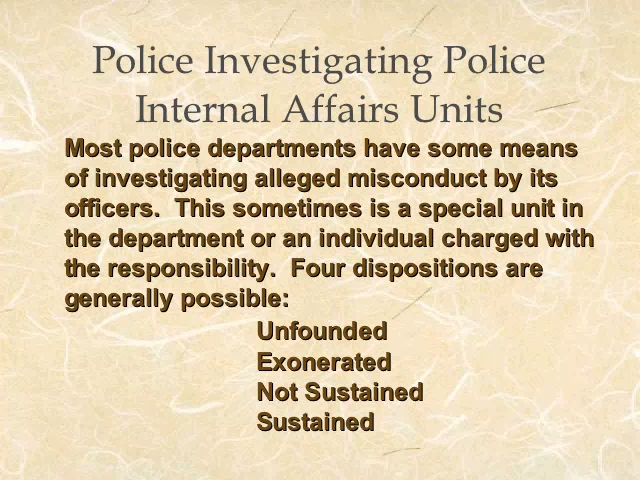 Police Investigating Police
Internal Affairs Units
Most police departments have some means
of investigating alleged misconduct by its
officers.  This sometimes is a special unit in
the department or an individual charged with
the responsibility.  Four dispositions are
generally possible:
Unfounded
Exonerated
Not Sustained
Sustained